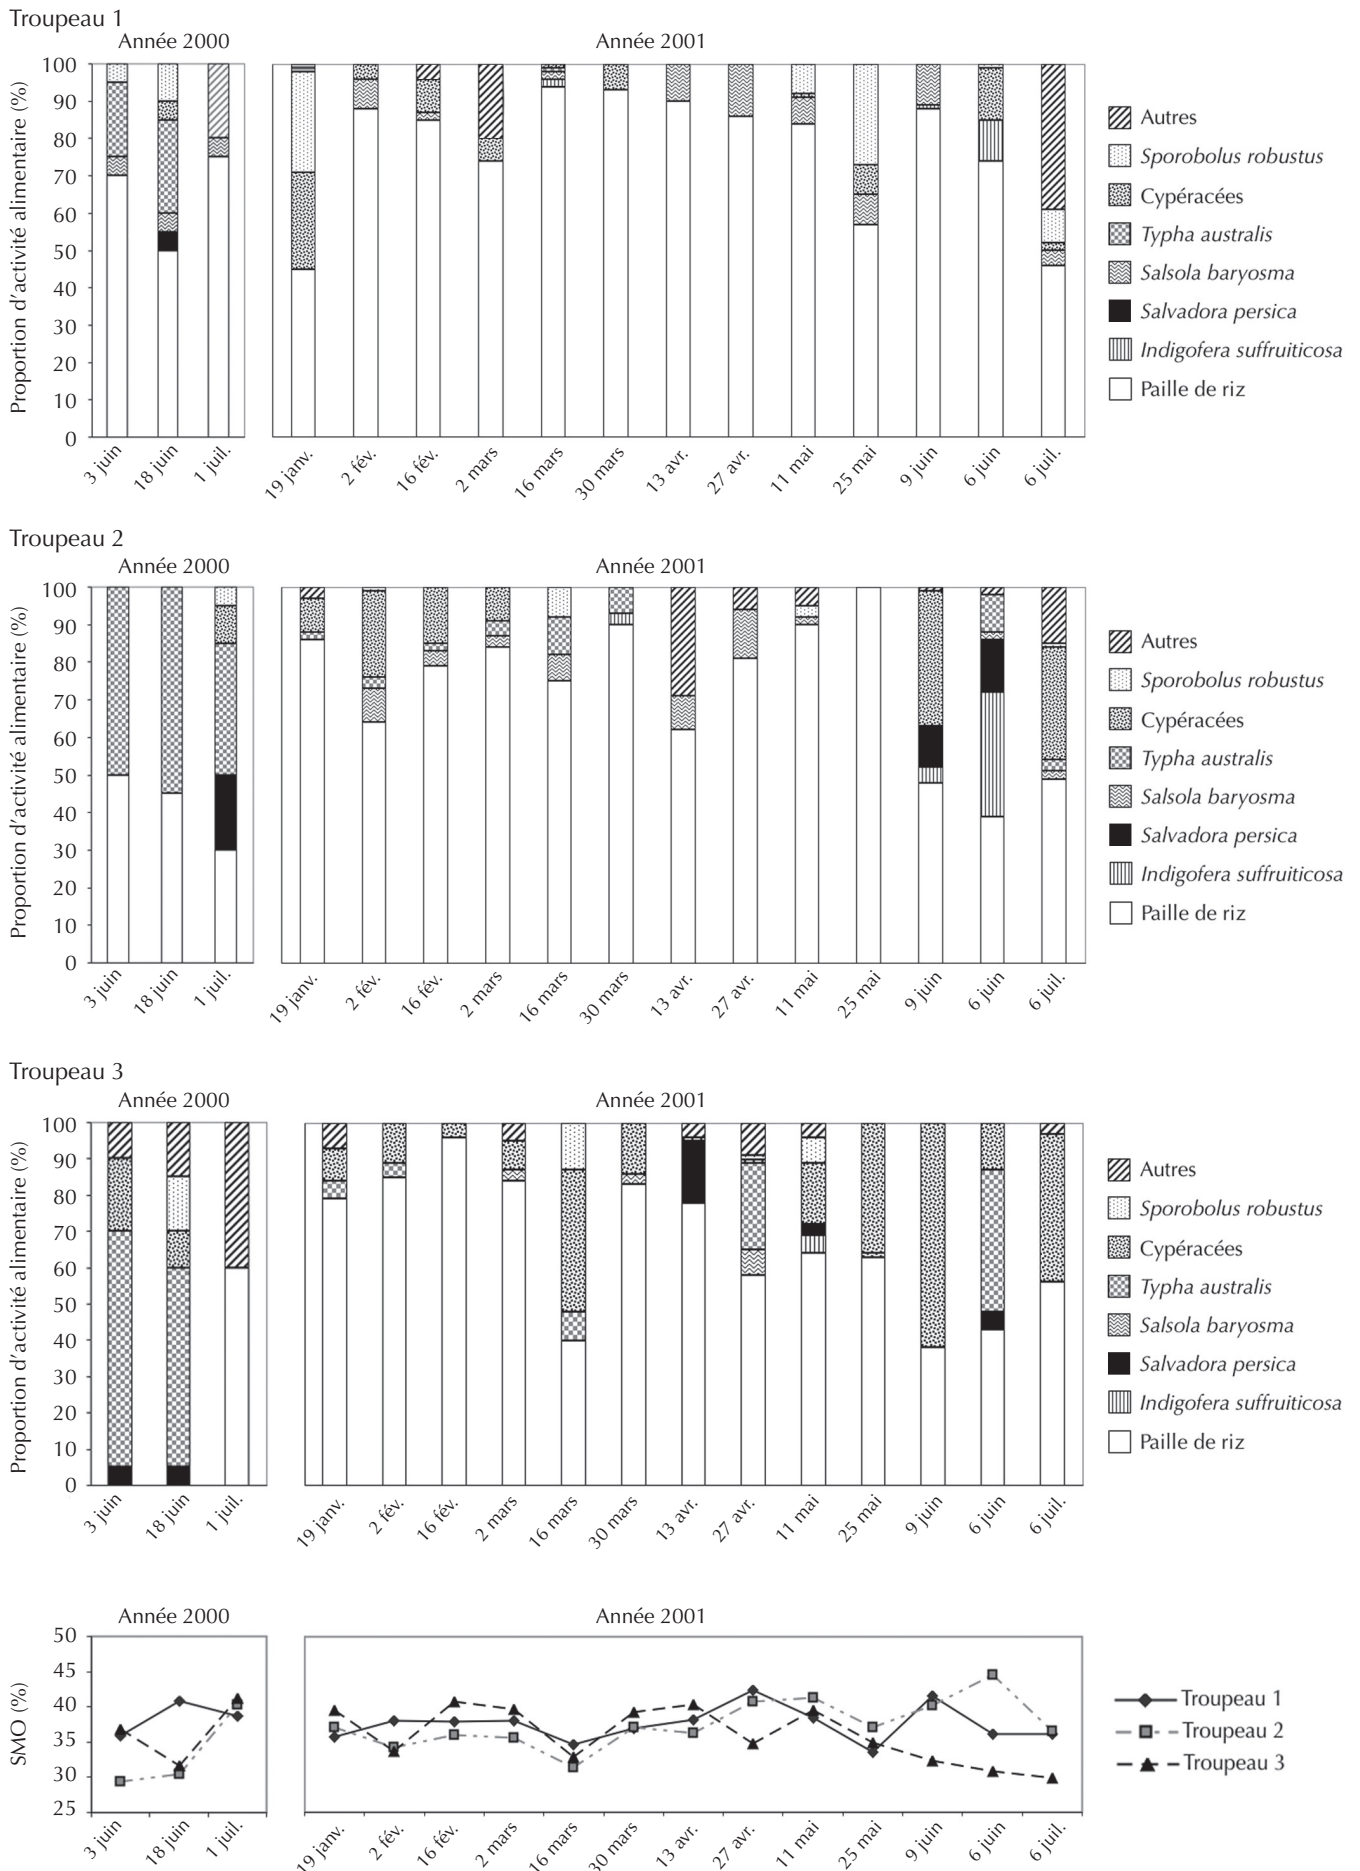 Troupeau 1
Année 2000
Année 2001
Proportion d'activité alimentaire (%)
100
90
80
70
60
50
40
30
20
10
0
3 juin
18 juin
1 juil.
19 janv.
2 fév.
16 fév.
2 mars
16 mars
30 mars
13 avr.
27 avr.
11 mai
25 mai
9 juin
6 juin
6 juil.
Autres
Sporobolus robustus
Cypéracées
Typha australis
Salsola baryosma
Salvadora persica
Indigofera suffruiticosa
Paille de riz
Troupeau 2
Année 2000
Année 2001
Proportion d'activité alimentaire (%)
100
90
80
70
60
50
40
30
20
10
0
3 juin
18 juin
1 juil.
19 janv.
2 fév.
16 fév.
2 mars
16 mars
30 mars
13 avr.
27 avr.
11 mai
25 mai
9 juin
6 juin
6 juil.
Autres
Sporobolus robustus
Cypéracées
Typha australis
Salsola baryosma
Salvadora persica
Indigofera suffruiticosa
Paille de riz
Troupeau 3
Année 2000
Année 2001
Proportion d'activité alimentaire (%)
100
90
80
70
60
50
40
30
20
10
0
3 juin
18 juin
1 juil.
19 janv.
2 fév.
16 fév.
2 mars
16 mars
30 mars
13 avr.
27 avr.
11 mai
25 mai
9 juin
6 juin
6 juil.
Autres
Sporobolus robustus
Cypéracées
Typha australis
Salsola baryosma
Salvadora persica
Indigofera suffruiticosa
Paille de riz
Année 2000
Année 2001
SMO (%)
50
45
40
35
30
25
3 juin
18 juin
1 juil.
19 janv.
2 fév.
16 fév.
2 mars
16 mars
30 mars
13 avr.
27 avr.
11 mai
25 mai
9 juin
6 juin
6 juil.
Troupeau 1
Troupeau 2
Troupeau 3